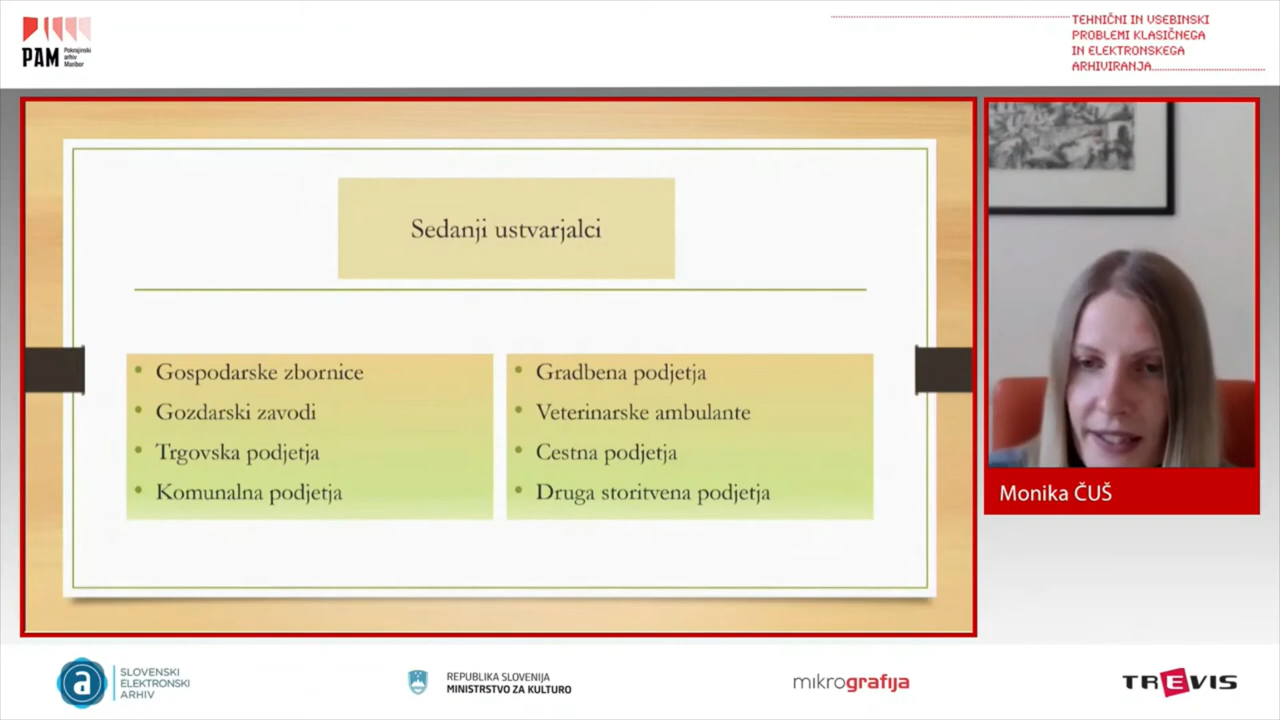 PAM
Pokrajinski
arhiv
Maribor
TEHNIČNI IN VSEBINSKI
PROBLEMI KLASIČNEGA
IN ELEKTRONSKEGA
ARHIVIRANJA
Sedanji ustvarjalci
• Gospodarske zbornice
• Gozdarski zavodi
• Trgovska podjetja
• Komunalna podjetja
• Gradbena podjetja
• Veterinarske ambulante
• Cestna podjetja
• Druga storitvena podjetja
Monika ČUŠ
a
SLOVENSKI
ELEKTRONSKI
ARHIV
REPUBLIKA SLOVENIJA
MINISTRSTVO ZA KULTURO
mikrografija
TREVIS